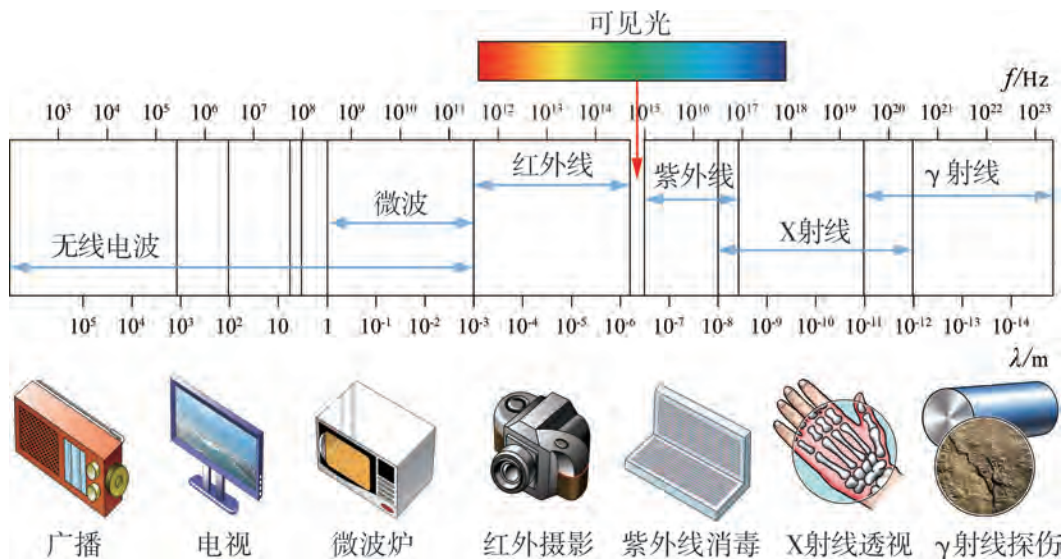 可见光
f/Hz
10³ 10⁴ 10⁵ 10⁶ 10⁷ 10⁸ 10⁹ 10¹⁰ 10¹¹ 10¹² 10¹³ 10¹⁴ 10¹⁵ 10¹⁶ 10¹⁷ 10¹⁸ 10¹⁹ 10²⁰ 10²¹ 10²² 10²³
红外线 紫外线 γ射线
微波 X射线
无线电波
10⁵ 10⁴ 10³ 10² 10 1 10⁻¹ 10⁻² 10⁻³ 10⁻⁴ 10⁻⁵ 10⁻⁶ 10⁻⁷ 10⁻⁸ 10⁻⁹ 10⁻¹⁰ 10⁻¹¹ 10⁻¹² 10⁻¹³ 10⁻¹⁴
λ/m
广播 电视 微波炉 红外摄影 紫外线消毒 X射线透视 γ射线探伤